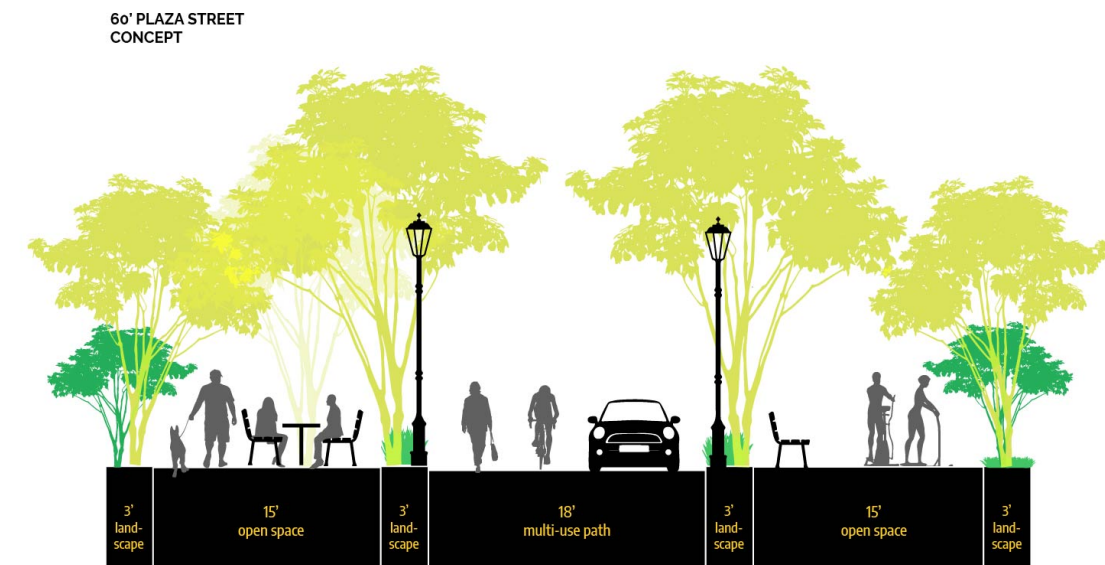 60' PLAZA STREET
CONCEPT
3'
land-
scape
15'
open space
3'
land-
scape
18'
multi-use path
3'
land-
scape
15'
open space
3'
land-
scape